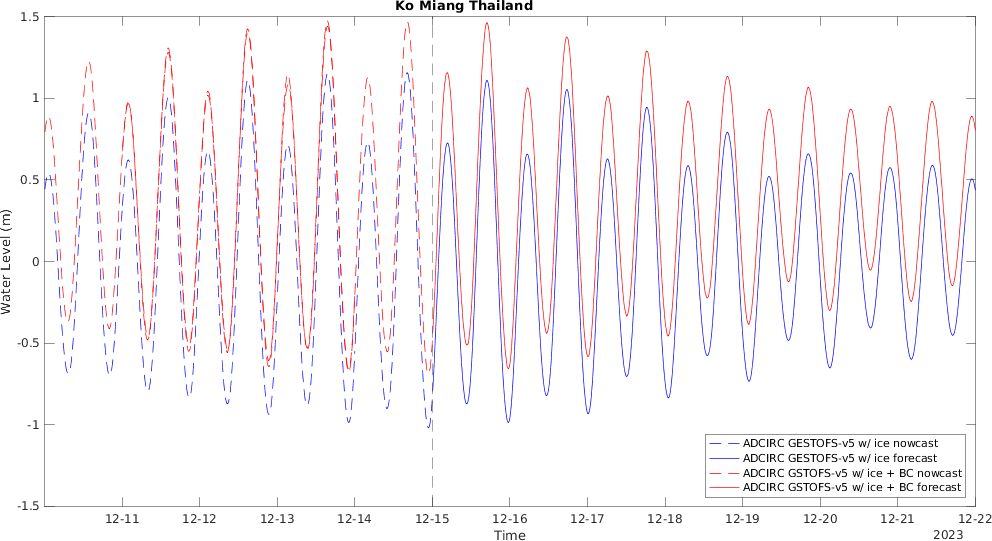 Ko Miang Thailand
1.5
1
0.5
0
-0.5
-1
-1.5
Water Level (m)
12-11
12-12
12-13
12-14
12-15
12-16
12-17
12-18
12-19
12-20
12-21
12-22
Time
2023
ADCIRC GESTOFS-v5 w/ ice nowcast
ADCIRC GESTOFS-v5 w/ ice forecast
ADCIRC GSTOFS-v5 w/ ice + BC nowcast
ADCIRC GSTOFS-v5 w/ ice + BC forecast